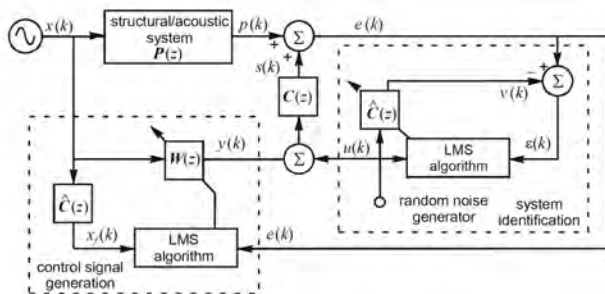 x(k)
structural/acoustic
system
P(z)
p(k)
+
Σ
e(k)
+
s(k)
C(z)
−
+
Σ
v(k)
Ĉ(z)
W(z)
y(k)
Σ
u(k)
LMS
algorithm
ε(k)
Ĉ(z)
random noise
generator
system
identification
x_f(k)
LMS
algorithm
e(k)
control signal
generation